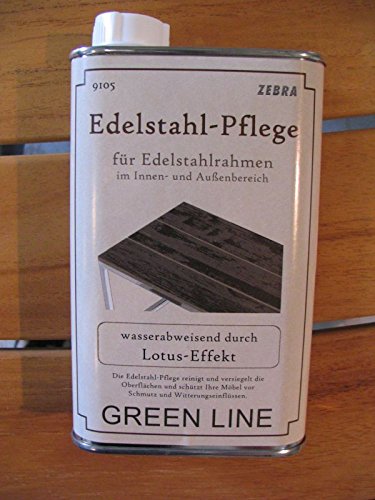 9105
ZEBRA
Edelstahl-Pflege
für Edelstahlrahmen
im Innen- und Außenbereich
wasserabweisend durch
Lotus-Effekt
Die Edelstahl-Pflege reinigt und versiegelt die
Oberflächen und schützt Ihre Möbel vor
Schmutz und Witterungseinflüssen.
GREEN LINE